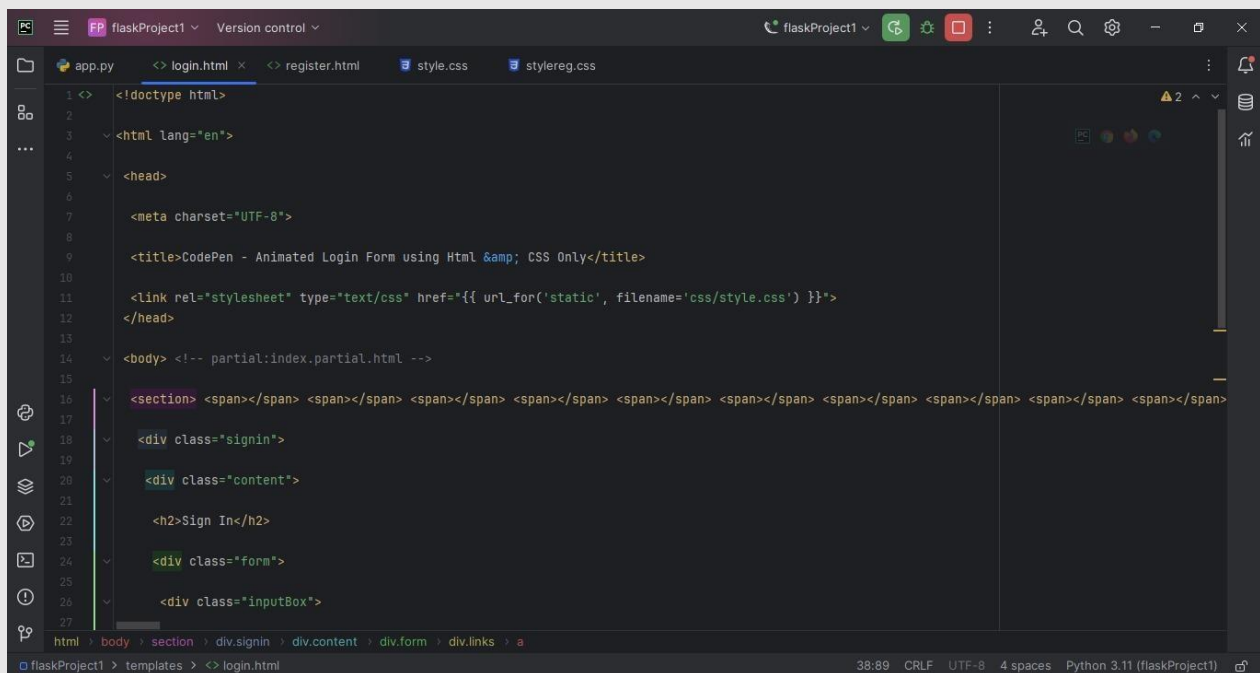 PC FP flaskProject1 Version control flaskProject1
app.py <> login.html × <> register.html style.css stylereg.css
1 <> <!doctype html> 2
2
3 <html lang="en">
4
5 <head>
6
7 <meta charset="UTF-8">
8
9 <title>CodePen - Animated Login Form using Html &amp; CSS Only</title>
10
11 <link rel="stylesheet" type="text/css" href="{{ url_for('static', filename='css/style.css') }}">
12 </head>
13
14 <body> <!-- partial:index.partial.html -->
15
16 <section> <span></span> <span></span> <span></span> <span></span> <span></span> <span></span> <span></span> <span></span> <span></span> <span></span>
17
18 <div class="signin">
19
20 <div class="content">
21
22 <h2>Sign In</h2>
23
24 <div class="form">
25
26 <div class="inputBox">
27
html > body > section > div.signin > div.content > div.form > div.links > a
flaskProject1 > templates > <> login.html 38:89 CRLF UTF-8 4 spaces Python 3.11 (flaskProject1)